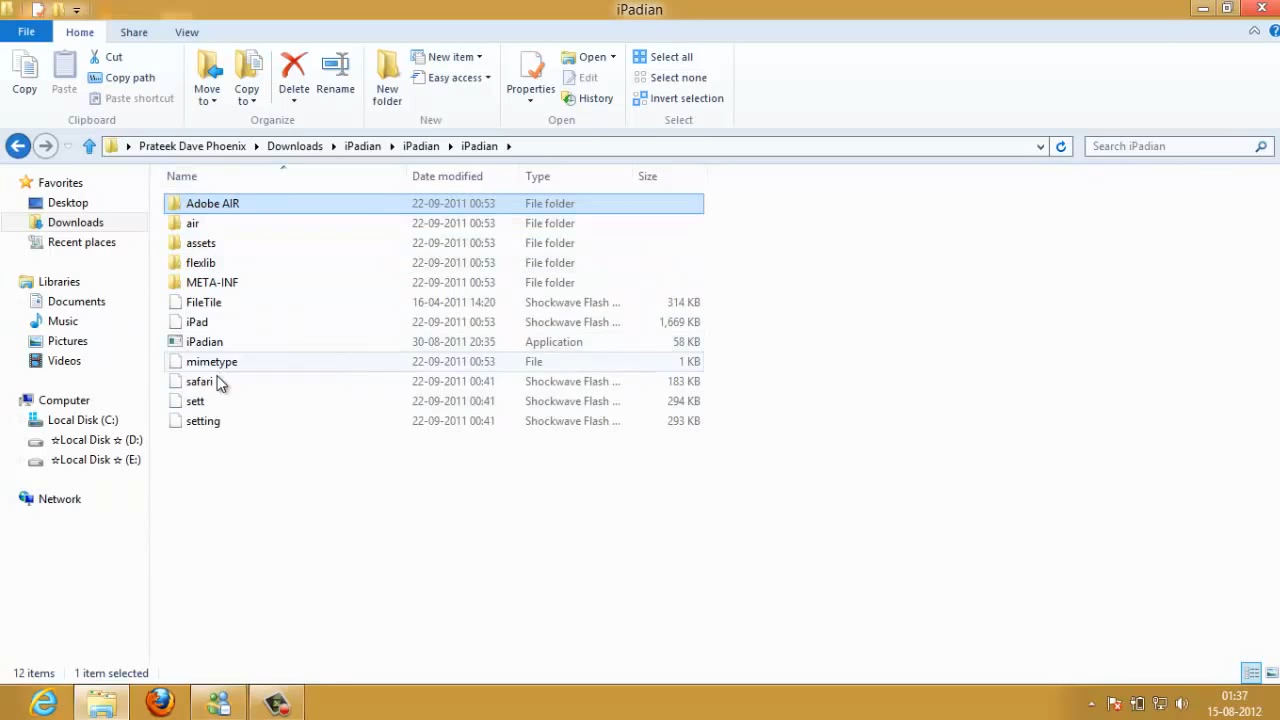 iPadian
File Home Share View
Copy Paste Cut Copy path Paste shortcut Move to Copy to Delete Rename New folder New item Easy access Properties Open Edit History Select all Select none Invert selection
Clipboard Organize New Open Select
Prateek Dave Phoenix Downloads iPadian iPadian iPadian Search iPadian
Favorites
Desktop
Downloads
Recent places
Libraries
Documents
Music
Pictures
Videos
Computer
Local Disk (C:)
☆Local Disk ☆ (D:)
☆Local Disk ☆ (E:)
Network
Name Date modified Type Size
Adobe AIR 22-09-2011 00:53 File folder
air 22-09-2011 00:53 File folder
assets 22-09-2011 00:53 File folder
flexlib 22-09-2011 00:53 File folder
META-INF 22-09-2011 00:53 File folder
FileTile 16-04-2011 14:20 Shockwave Flash ... 314 KB
iPad 22-09-2011 00:53 Shockwave Flash ... 1,669 KB
iPadian 30-08-2011 20:35 Application 58 KB
mimetype 22-09-2011 00:53 File 1 KB
safari 22-09-2011 00:41 Shockwave Flash ... 183 KB
sett 22-09-2011 00:41 Shockwave Flash ... 294 KB
setting 22-09-2011 00:41 Shockwave Flash ... 293 KB
12 items 1 item selected
01:37
15-08-2012